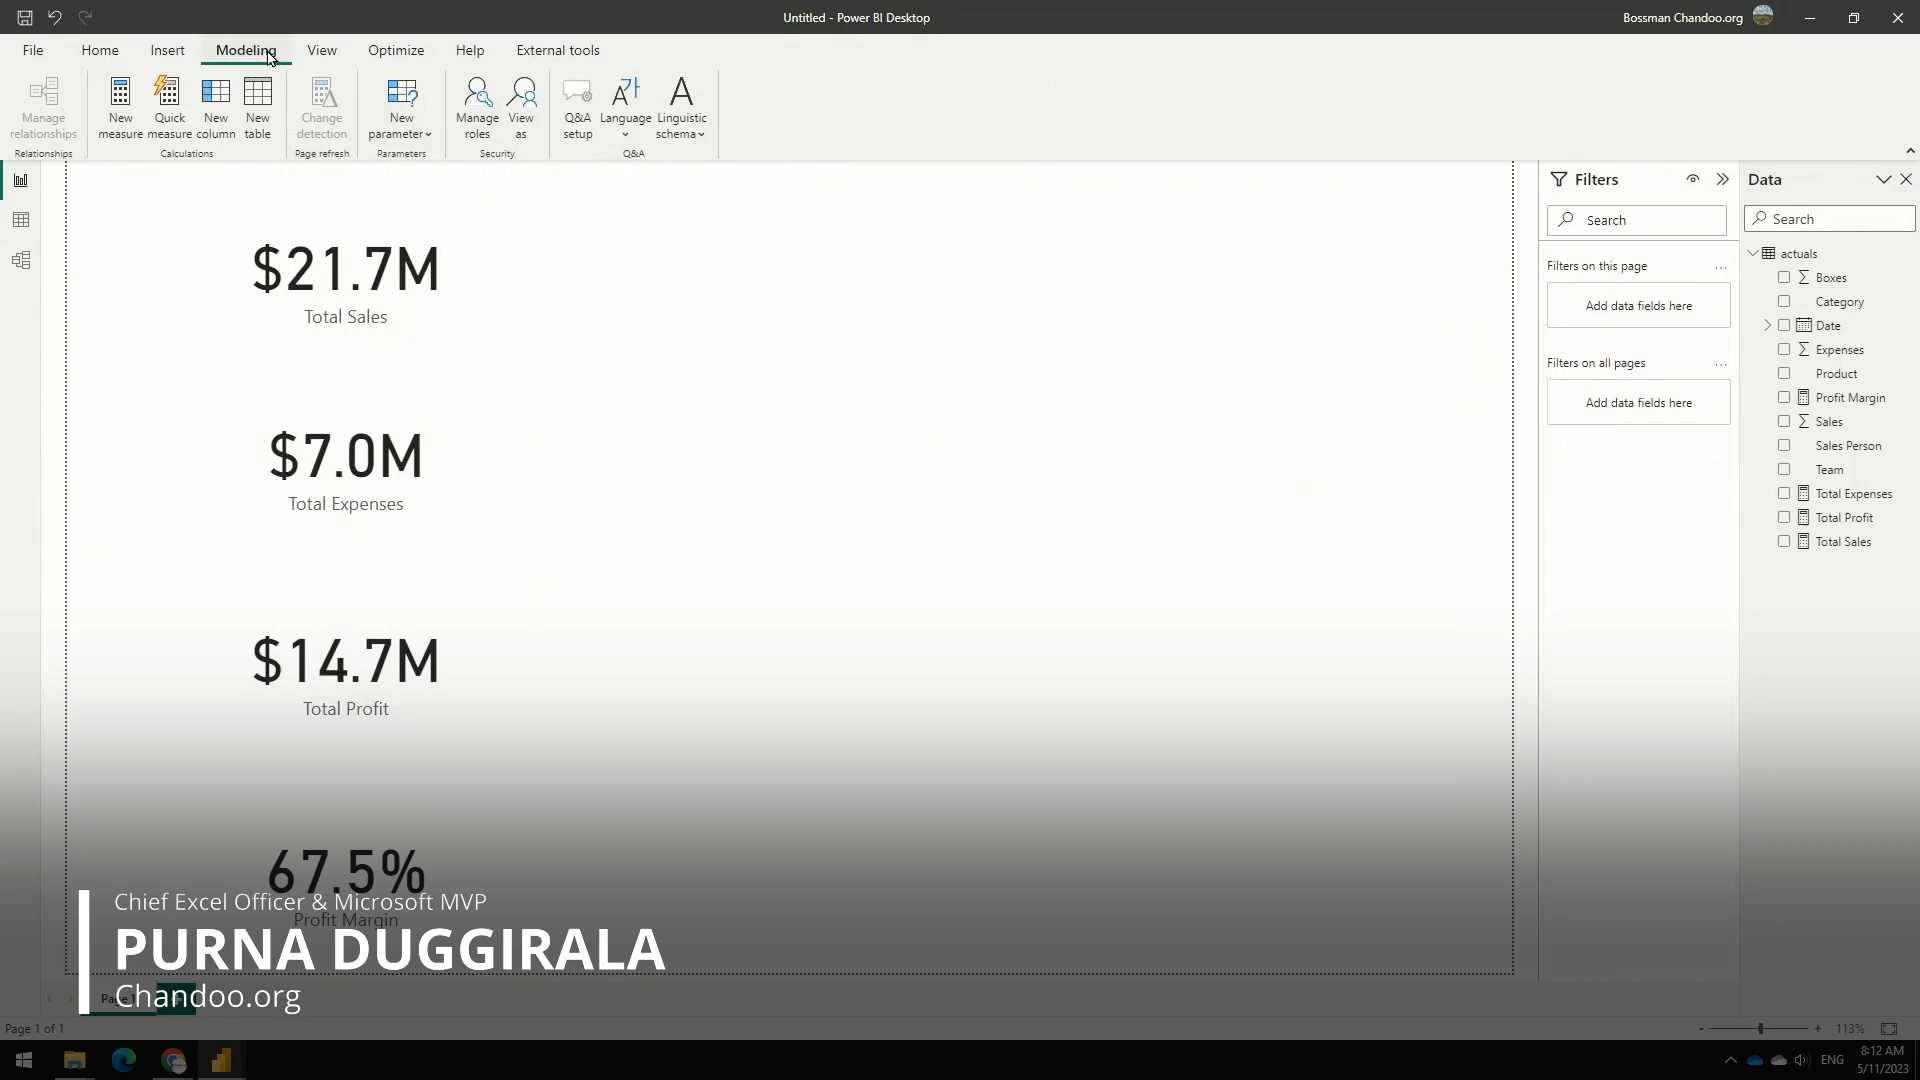 Untitled - Power BI Desktop
Bossman Chandoo.org
File
Home
Insert
Modeling
View
Optimize
Help
External tools
Manage
relationships
New
measure
Quick
measure
New
column
New
table
Change
detection
New
parameter
Manage
roles
View
as
Q&A
setup
Language
Linguistic
schema
Relationships
Calculations
Page refresh
Parameters
Security
Q&A
$21.7M
Total Sales
$7.0M
Total Expenses
$14.7M
Total Profit
67.5%
Profit Margin
Filters
Search
Filters on this page
...
Add data fields here
Filters on all pages
...
Add data fields here
Data
Search
actuals
Boxes
Category
Date
Expenses
Product
Profit Margin
Sales
Sales Person
Team
Total Expenses
Total Profit
Total Sales
Chief Excel Officer & Microsoft MVP
PURNA DUGGIRALA
Chandoo.org
Page 1 of 1
- + 113%
ENG
8:12 AM
5/11/2023